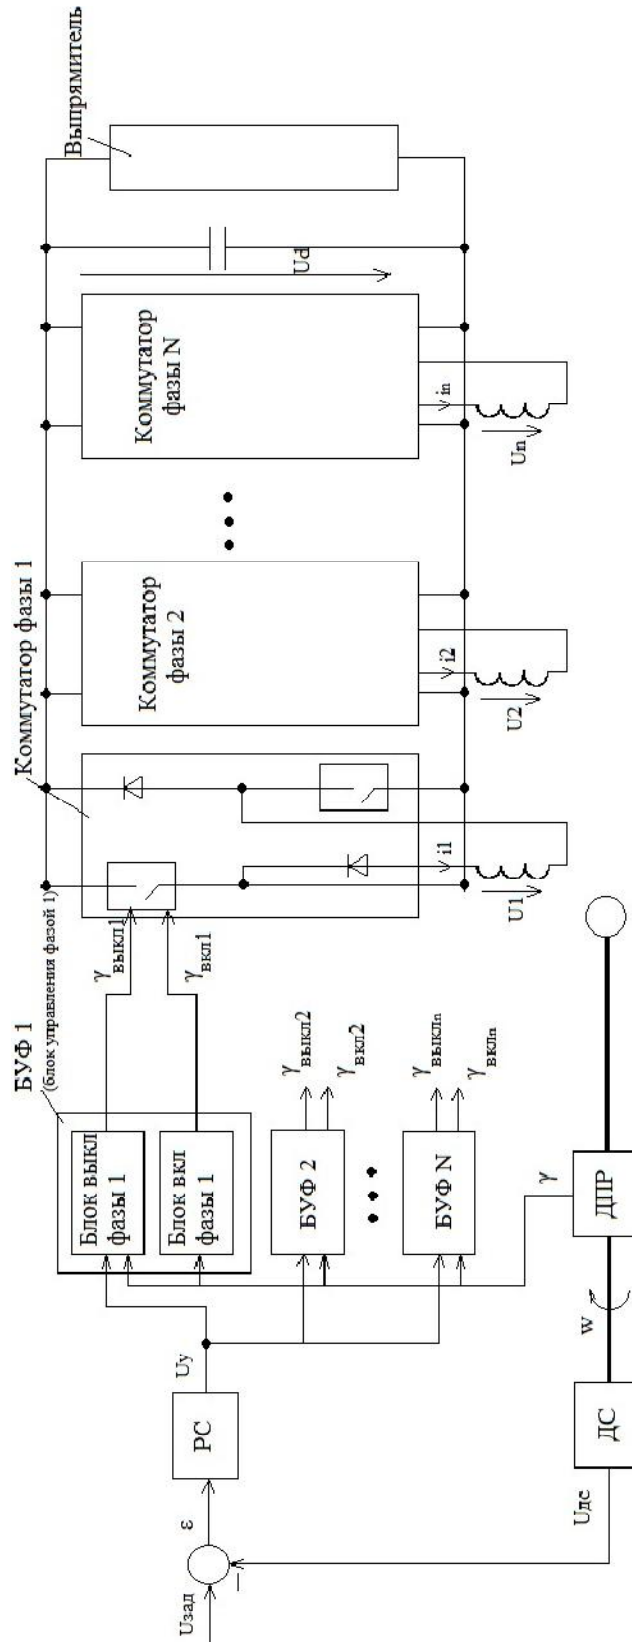 Uзад
ε
РС
Uу
Uдс
ДС
w
ДПР
γ
БУФ 1
(блок управления фазой 1)
Блок выкл
фазы 1
Блок вкл
фазы 1
БУФ 2
БУФ N
γвыкл1
γвкл1
γвыкл2
γвкл2
γвыклn
γвклn
Коммутатор фазы 1
i1
U1
Коммутатор
фазы 2
i2
U2
Коммутатор
фазы N
in
Un
Ud
Выпрямитель